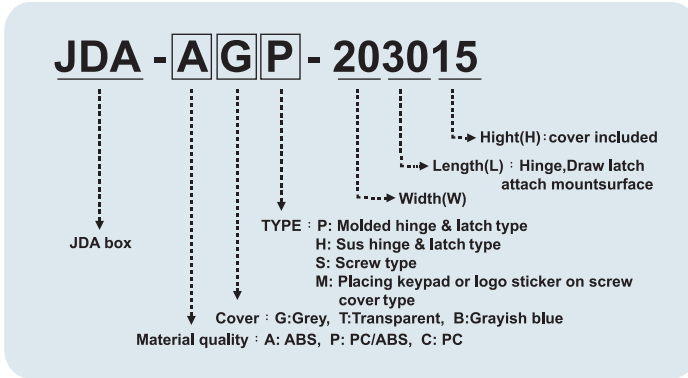 JDA - A G P - 203015
Hight(H):cover included
Length(L) : Hinge,Draw latch
attach mountsurface
Width(W)
TYPE : P: Molded hinge & latch type
H: Sus hinge & latch type
S: Screw type
M: Placing keypad or logo sticker on screw
cover type
JDA box
Cover : G:Grey, T:Transparent, B:Grayish blue
Material quality : A: ABS, P: PC/ABS, C: PC